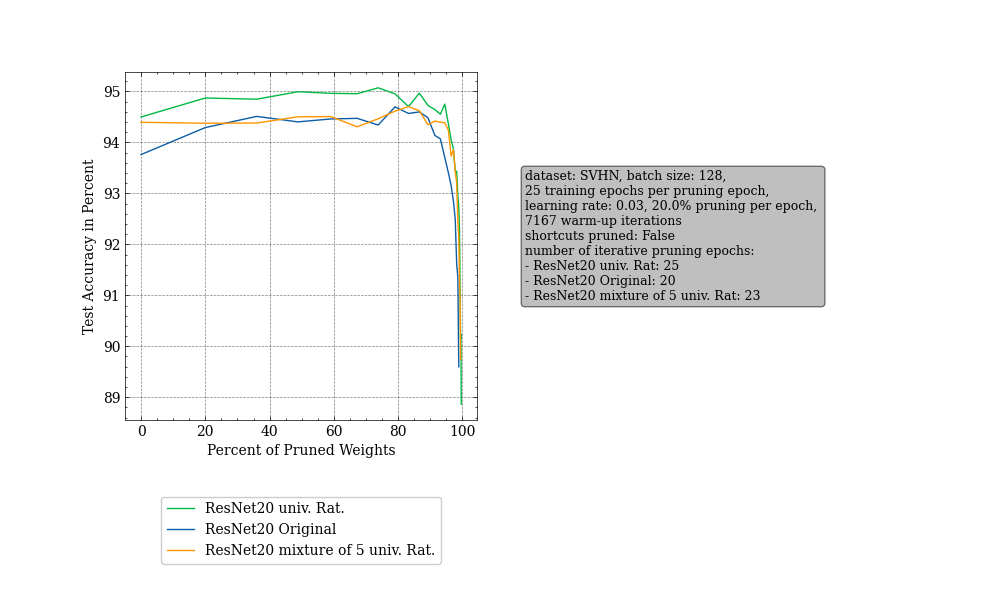 95
94
93
92
91
90
89
Test Accuracy in Percent
0 20 40 60 80 100
Percent of Pruned Weights
dataset: SVHN, batch size: 128,
25 training epochs per pruning epoch,
learning rate: 0.03, 20.0% pruning per epoch,
7167 warm-up iterations
shortcuts pruned: False
number of iterative pruning epochs:
- ResNet20 univ. Rat: 25
- ResNet20 Original: 20
- ResNet20 mixture of 5 univ. Rat: 23
ResNet20 univ. Rat.
ResNet20 Original
ResNet20 mixture of 5 univ. Rat.